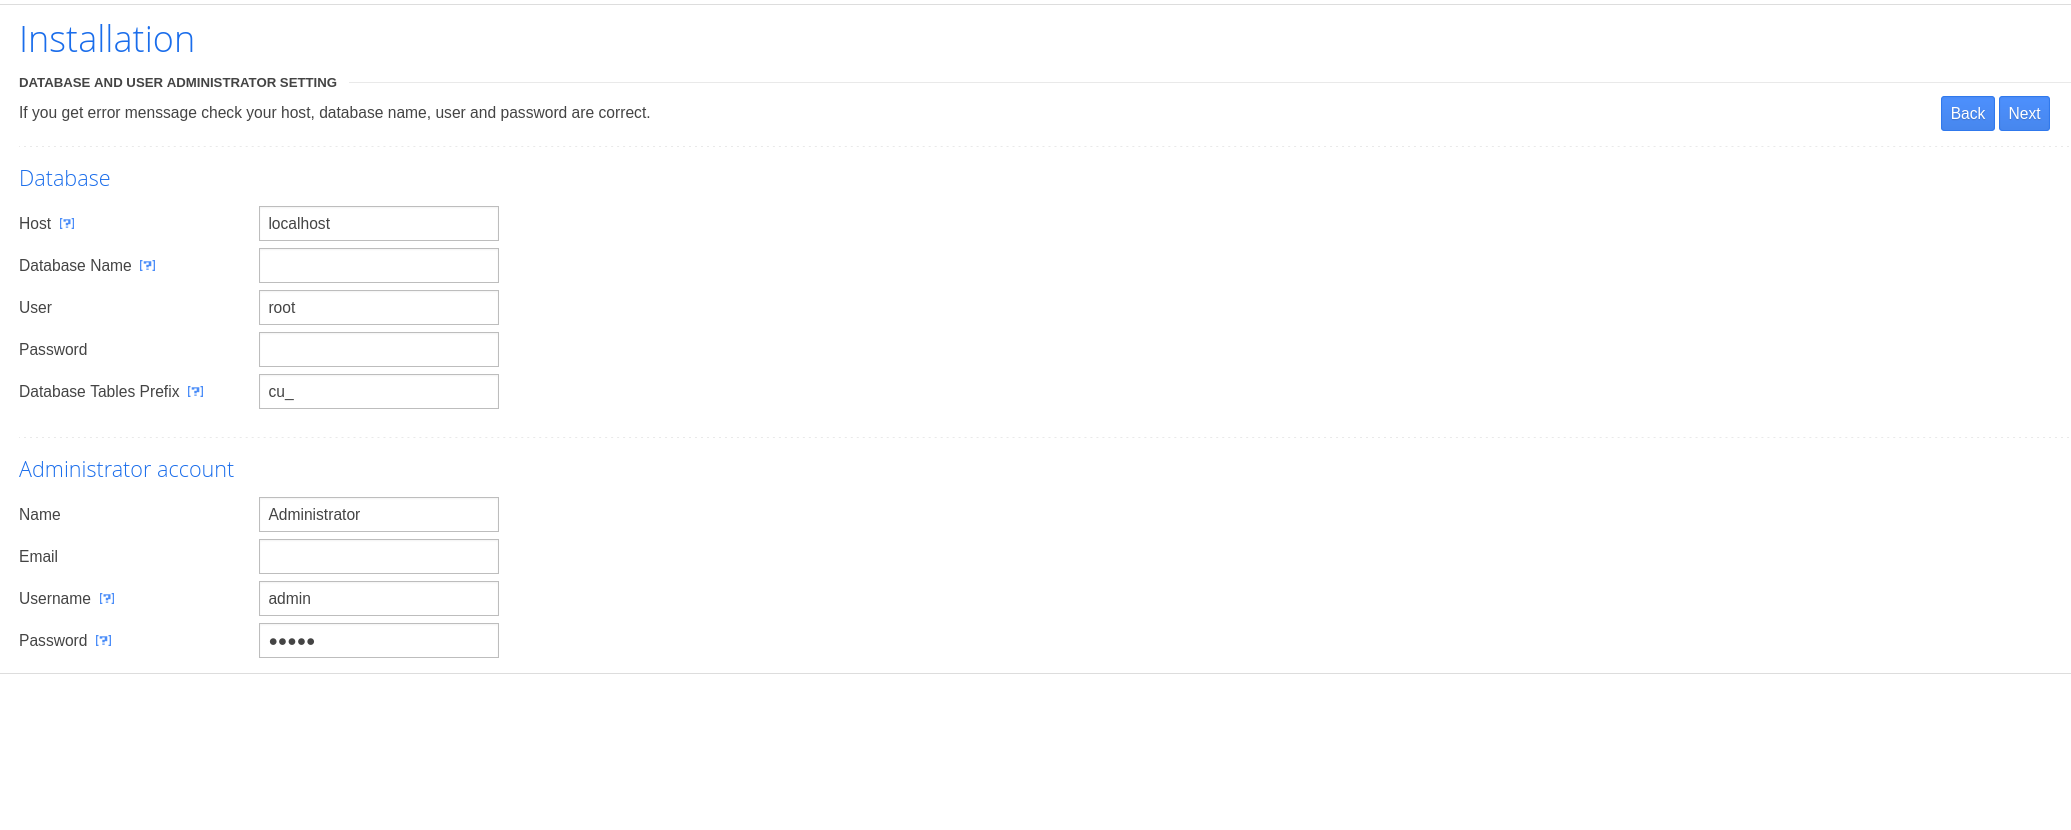 Installation
DATABASE AND USER ADMINISTRATOR SETTING
If you get error menssage check your host, database name, user and password are correct.
Back Next
Database
Host [?] localhost
Database Name [?]
User root
Password
Database Tables Prefix [?] cu_
Administrator account
Name Administrator
Email
Username [?] admin
Password [?] ●●●●●